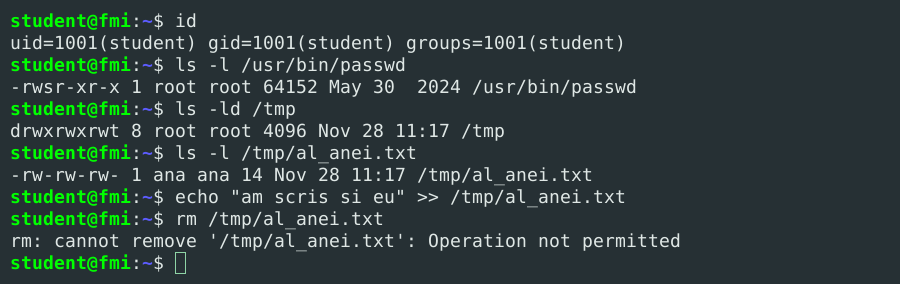 student@fmi:~$ id
uid=1001(student) gid=1001(student) groups=1001(student)
student@fmi:~$ ls -l /usr/bin/passwd
-rwsr-xr-x 1 root root 64152 May 30  2024 /usr/bin/passwd
student@fmi:~$ ls -ld /tmp
drwxrwxrwt 8 root root 4096 Nov 28 11:17 /tmp
student@fmi:~$ ls -l /tmp/al_anei.txt
-rw-rw-rw- 1 ana ana 14 Nov 28 11:17 /tmp/al_anei.txt
student@fmi:~$ echo "am scris si eu" >> /tmp/al_anei.txt
student@fmi:~$ rm /tmp/al_anei.txt
rm: cannot remove '/tmp/al_anei.txt': Operation not permitted
student@fmi:~$